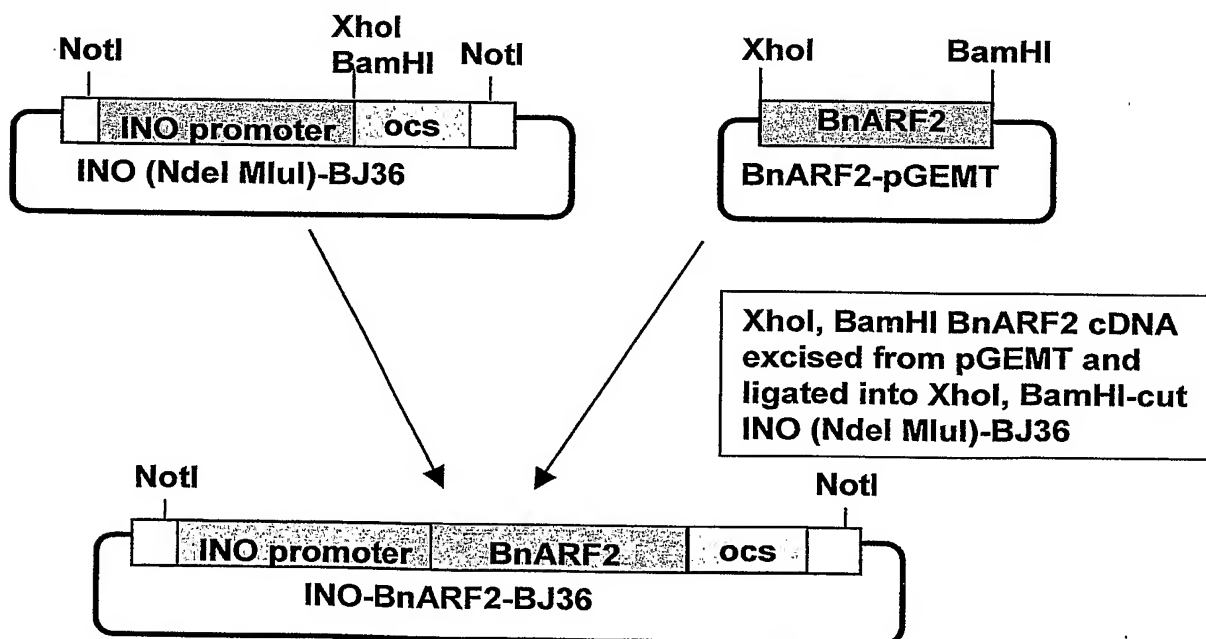 NotI
XhoI
BamHI
NotI
INO promoter
ocs
INO (NdeI MluI)-BJ36
XhoI
BamHI
BnARF2
BnARF2-pGEMT
XhoI, BamHI BnARF2 cDNA
excised from pGEMT and
ligated into XhoI, BamHI-cut
INO (NdeI MluI)-BJ36
NotI
NotI
INO promoter
BnARF2
ocs
INO-BnARF2-BJ36